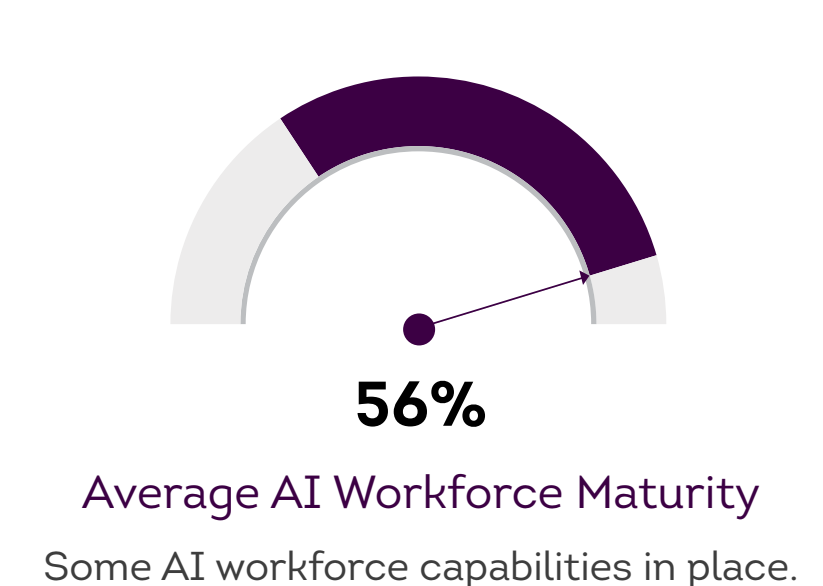 56%
Average AI Workforce Maturity
Some AI workforce capabilities in place.